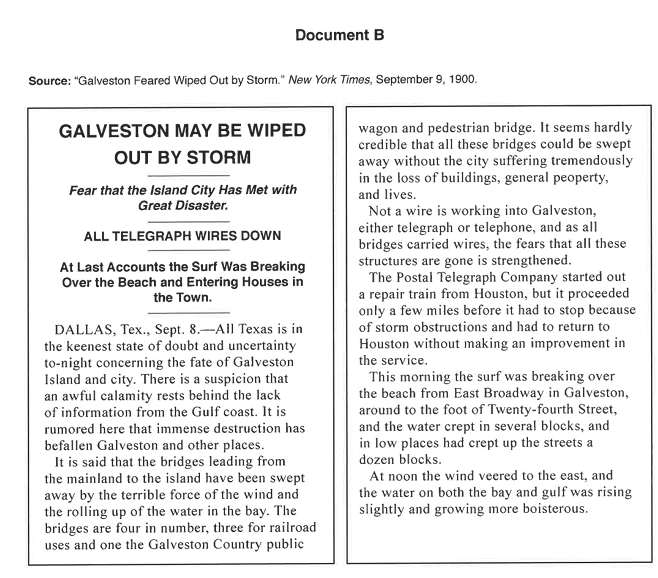 Document B
Source: “Galveston Feared Wiped Out by Storm.” New York Times, September 9, 1900.
GALVESTON MAY BE WIPED
OUT BY STORM
Fear that the Island City Has Met with
Great Disaster.
ALL TELEGRAPH WIRES DOWN
At Last Accounts the Surf Was Breaking
Over the Beach and Entering Houses in
the Town.
DALLAS, Tex., Sept. 8.—All Texas is in
the keenest state of doubt and uncertainty
to-night concerning the fate of Galveston
Island and city. There is a suspicion that
an awful calamity rests behind the lack
of information from the Gulf coast. It is
rumored here that immense destruction has
befallen Galveston and other places.
It is said that the bridges leading from
the mainland to the island have been swept
away by the terrible force of the wind and
the rolling up of the water in the bay. The
bridges are four in number, three for railroad
uses and one the Galveston Country public
wagon and pedestrian bridge. It seems hardly
credible that all these bridges could be swept
away without the city suffering tremendously
in the loss of buildings, general peoperty,
and lives.
Not a wire is working into Galveston,
either telegraph or telephone, and as all
bridges carried wires, the fears that all these
structures are gone is strengthened.
The Postal Telegraph Company started out
a repair train from Houston, but it proceeded
only a few miles before it had to stop because
of storm obstructions and had to return to
Houston without making an improvement in
the service.
This morning the surf was breaking over
the beach from East Broadway in Galveston,
around to the foot of Twenty-fourth Street,
and the water crept in several blocks, and
in low places had crept up the streets a
dozen blocks.
At noon the wind veered to the east, and
the water on both the bay and gulf was rising
slightly and growing more boisterous.